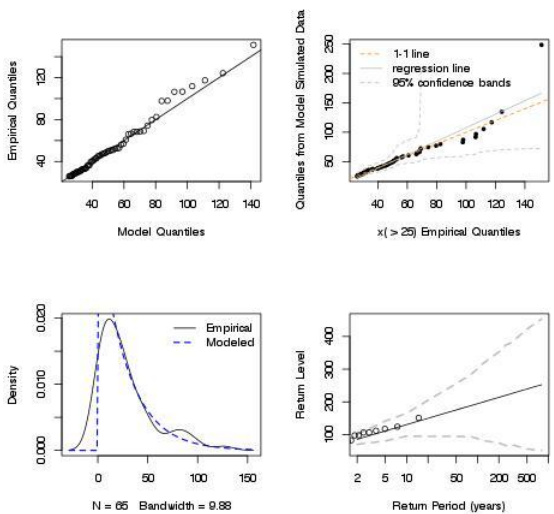 Empirical Quantiles
40
80
120
40 60 80 100 120 140
Model Quantiles
Quantiles from Model Simulated Data
50
100
150
200
250
1-1 line
regression line
95% confidence bands
40 60 80 100 120 140
x( > 25) Empirical Quantiles
Density
0.000
0.010
0.020
Empirical
Modeled
0 50 100 150
N = 65 Bandwidth = 9.88
Return Level
100
200
300
400
2 5 10 50 200 500
Return Period (years)